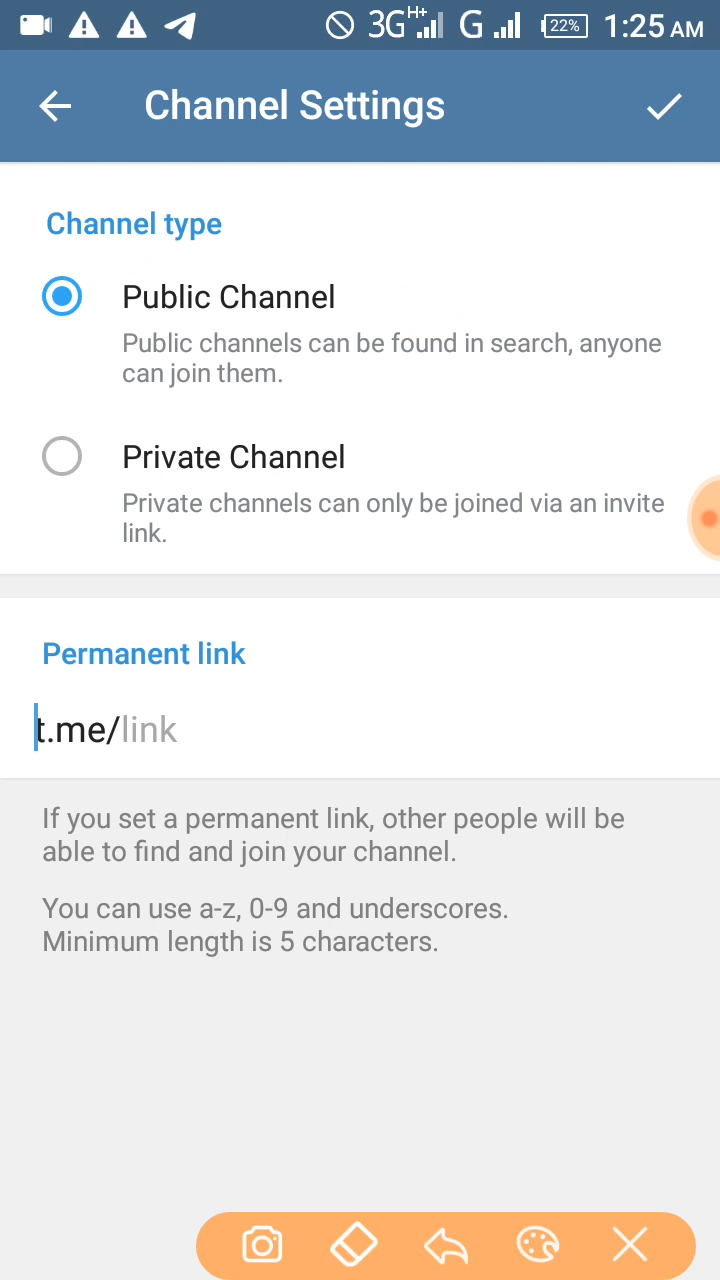 3G H+ G 22% 1:25 AM
Channel Settings
Channel type
Public Channel
Public channels can be found in search, anyone
can join them.
Private Channel
Private channels can only be joined via an invite
link.
Permanent link
t.me/link
If you set a permanent link, other people will be
able to find and join your channel.
You can use a-z, 0-9 and underscores.
Minimum length is 5 characters.